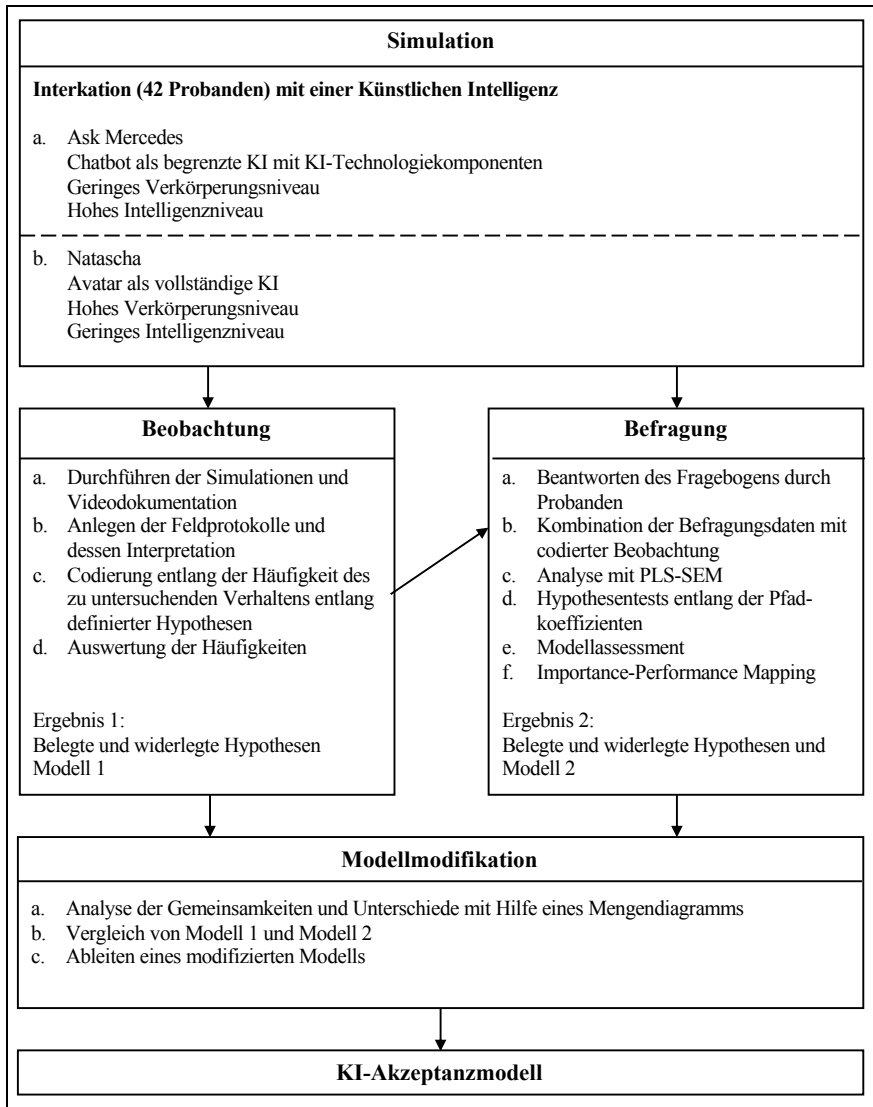 Simulation
Interkation (42 Probanden) mit einer Künstlichen Intelligenz
a. Ask Mercedes
Chatbot als begrenzte KI mit KI-Technologiekomponenten
Geringes Verkörperungsniveau
Hohes Intelligenzniveau
b. Natascha
Avatar als vollständige KI
Hohes Verkörperungsniveau
Geringes Intelligenzniveau
Beobachtung
a. Durchführen der Simulationen und
Videodokumentation
b. Anlegen der Feldprotokolle und
dessen Interpretation
c. Codierung entlang der Häufigkeit des
zu untersuchenden Verhaltens entlang
definierter Hypothesen
d. Auswertung der Häufigkeiten
Ergebnis 1:
Belegte und widerlegte Hypothesen
Modell 1
Befragung
a. Beantworten des Fragebogens durch
Probanden
b. Kombination der Befragungsdaten mit
codierter Beobachtung
c. Analyse mit PLS-SEM
d. Hypothesentests entlang der Pfad-
koeffizienten
e. Modellassessment
f. Importance-Performance Mapping
Ergebnis 2:
Belegte und widerlegte Hypothesen und
Modell 2
Modellmodifikation
a. Analyse der Gemeinsamkeiten und Unterschiede mit Hilfe eines Mengendiagramms
b. Vergleich von Modell 1 und Modell 2
c. Ableiten eines modifizierten Modells
KI-Akzeptanzmodell